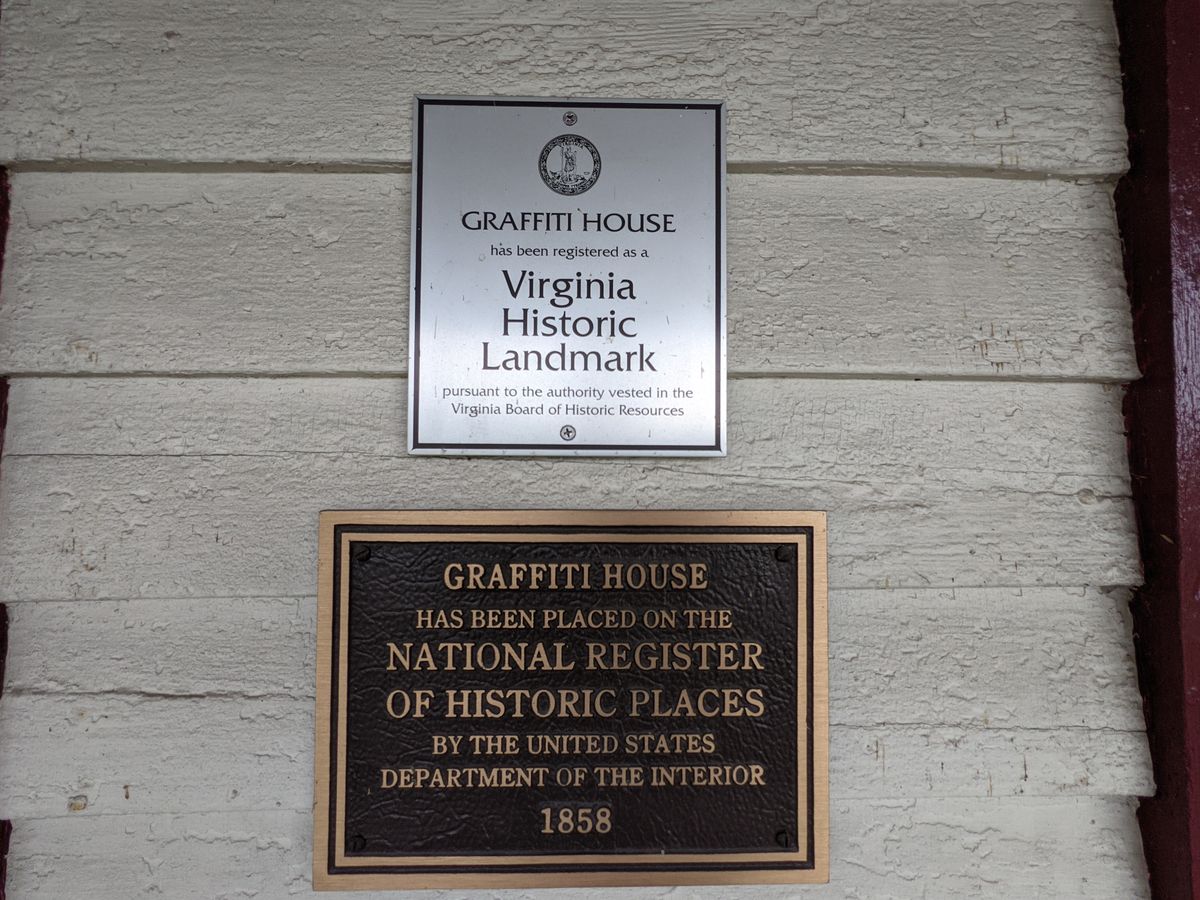 GRAFFITI HOUSE
has been registered as a
Virginia
Historic
Landmark
pursuant to the authority vested in the
Virginia Board of Historic Resources
GRAFFITI HOUSE
HAS BEEN PLACED ON THE
NATIONAL REGISTER
OF HISTORIC PLACES
BY THE UNITED STATES
DEPARTMENT OF THE INTERIOR
1858